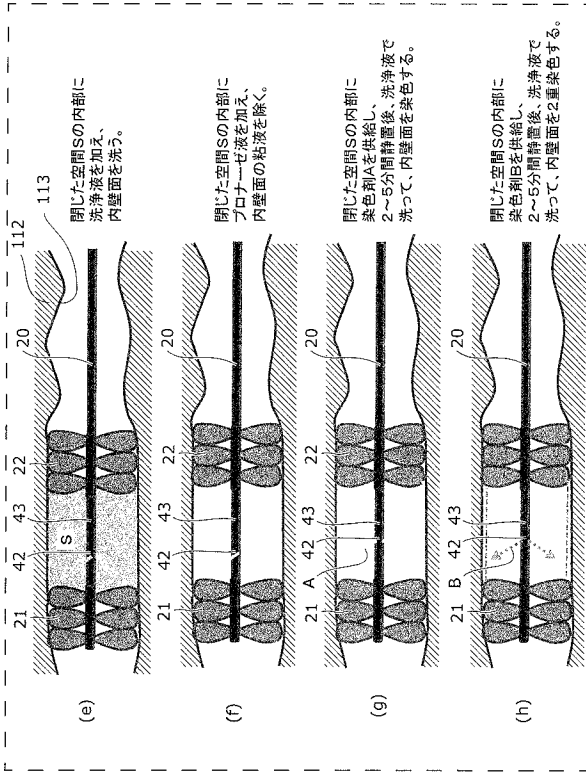 112
113
20
22
43
S
42
21
(e)
閉じた空間Sの内部に
洗浄液を加え、
内壁面を洗う。
20
22
43
42
21
(f)
閉じた空間Sの内部に
プロナーゼ液を加え、
内壁面の粘液を除く。
20
22
43
42
A
21
(g)
閉じた空間Sの内部に
染色剤Aを供給し、
2～5分間静置後、洗浄液で
洗って、内壁面を染色する。
20
22
43
42
B
21
(h)
閉じた空間Sの内部に
染色剤Bを供給し、
2～5分間静置後、洗浄液で
洗って、内壁面を2重染色する。